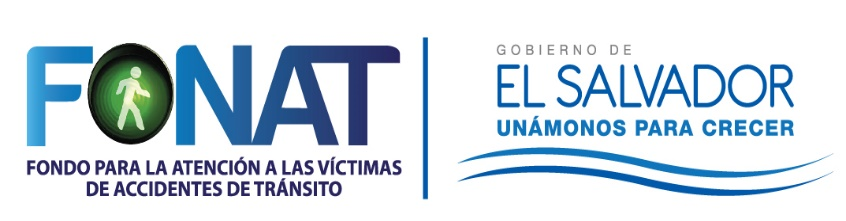 FONAT
FONDO PARA LA ATENCIÓN A LAS VÍCTIMAS
DE ACCIDENTES DE TRÁNSITO
GOBIERNO DE
EL SALVADOR
UNÁMONOS PARA CRECER